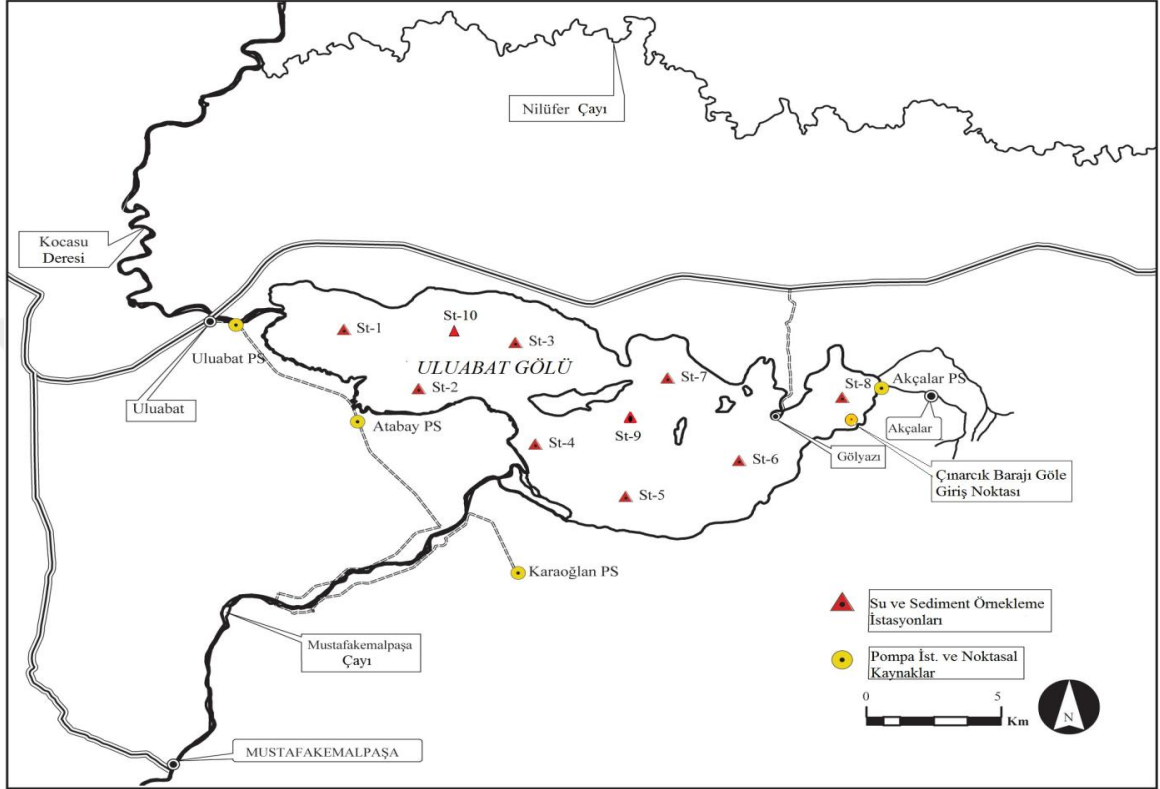 Nilüfer Çayı
Kocasu
Deresi
St-1
St-10
St-3
Uluabat PS
ULUABAT GÖLÜ
St-7
St-2
St-8
Akçalar PS
Uluabat
Atabay PS
St-9
Akçalar
St-4
Gölyazı
St-6
Çınarcık Barajı Göle
Giriş Noktası
St-5
Karaoğlan PS
Su ve Sediment Örnekleme
İstasyonları
Mustafakemalpaşa
Çayı
Pompa İst. ve Noktasal
Kaynaklar
0 5
Km
N
MUSTAFAKEMALPAŞA